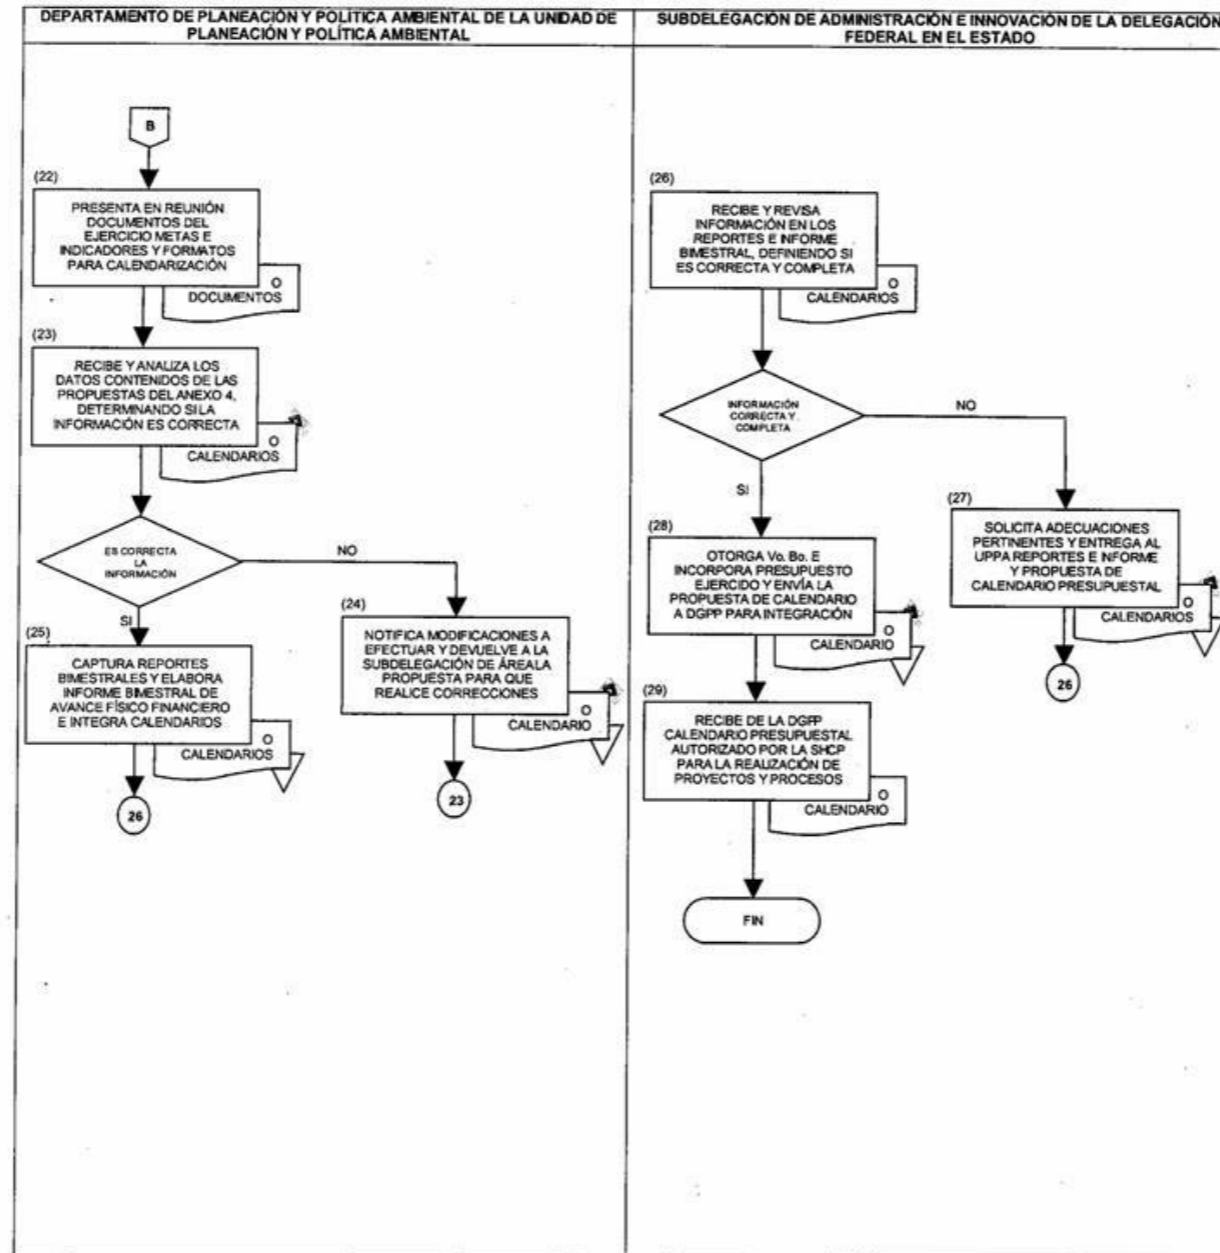 DEPARTAMENTO DE PLANEACIÓN Y POLÍTICA AMBIENTAL DE LA UNIDAD DE
PLANEACIÓN Y POLÍTICA AMBIENTAL
B
(22)
PRESENTA EN REUNIÓN
DOCUMENTOS DEL
EJERCICIO METAS E
INDICADORES Y FORMATOS
PARA CALENDARIZACIÓN
O
DOCUMENTOS
(23)
RECIBE Y ANALIZA LOS
DATOS CONTENIDOS DE LAS
PROPUESTAS DEL ANEXO 4,
DETERMINANDO SI LA
INFORMACIÓN ES CORRECTA
O
CALENDARIOS
ES CORRECTA
LA
INFORMACIÓN
NO
SI
(24)
NOTIFICA MODIFICACIONES A
EFECTUAR Y DEVUELVE A LA
SUBDELEGACIÓN DE ÁREALA
PROPUESTA PARA QUE
REALICE CORRECCIONES
O
CALENDARIO
23
(25)
CAPTURA REPORTES
BIMESTRALES Y ELABORA
INFORME BIMESTRAL DE
AVANCE FÍSICO FINANCIERO
E INTEGRA CALENDARIOS
O
CALENDARIOS
26
SUBDELEGACIÓN DE ADMINISTRACIÓN E INNOVACIÓN DE LA DELEGACIÓN
FEDERAL EN EL ESTADO
(26)
RECIBE Y REVISA
INFORMACIÓN EN LOS
REPORTES E INFORME
BIMESTRAL, DEFINIENDO SI
ES CORRECTA Y COMPLETA
O
CALENDARIOS
INFORMACIÓN
CORRECTA Y
COMPLETA
NO
SI
(27)
SOLICITA ADECUACIONES
PERTINENTES Y ENTREGA AL
UPPA REPORTES E INFORME
Y PROPUESTA DE
CALENDARIO PRESUPUESTAL
O
CALENDARIOS
26
(28)
OTORGA Vo. Bo. E
INCORPORA PRESUPUESTO
EJERCIDO Y ENVÍA LA
PROPUESTA DE CALENDARIO
A DGPP PARA INTEGRACIÓN
O
CALENDARIO
(29)
RECIBE DE LA DGPP
CALENDARIO PRESUPUESTAL
AUTORIZADO POR LA SHCP
PARA LA REALIZACIÓN DE
PROYECTOS Y PROCESOS
O
CALENDARIO
FIN